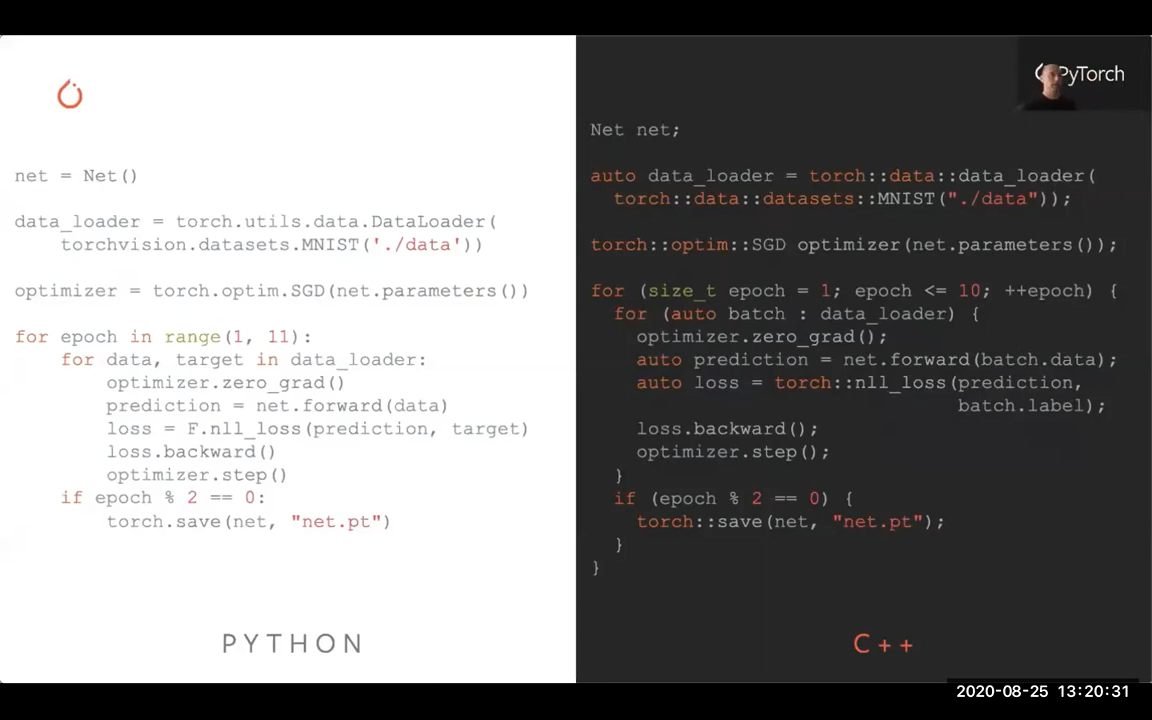 net = Net()
data_loader = torch.utils.data.DataLoader(
    torchvision.datasets.MNIST('./data'))
optimizer = torch.optim.SGD(net.parameters())
for epoch in range(1, 11):
    for data, target in data_loader:
        optimizer.zero_grad()
        prediction = net.forward(data)
        loss = F.nll_loss(prediction, target)
        loss.backward()
        optimizer.step()
    if epoch % 2 == 0:
        torch.save(net, "net.pt")
PYTHON
PyTorch
Net net;
auto data_loader = torch::data::data_loader(
  torch::data::datasets::MNIST("./data"));
torch::optim::SGD optimizer(net.parameters());
for (size_t epoch = 1; epoch <= 10; ++epoch) {
  for (auto batch : data_loader) {
    optimizer.zero_grad();
    auto prediction = net.forward(batch.data);
    auto loss = torch::nll_loss(prediction,
                                batch.label);
    loss.backward();
    optimizer.step();
  }
  if (epoch % 2 == 0) {
    torch::save(net, "net.pt");
  }
}
C++
2020-08-25 13:20:31